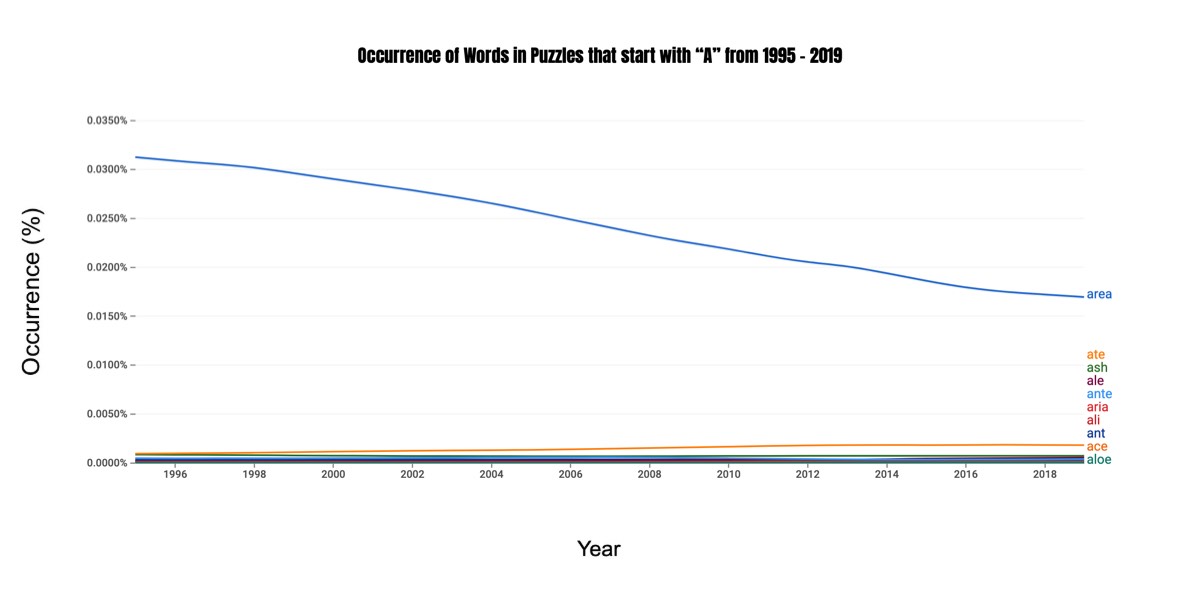 Occurrence of Words in Puzzles that start with “A” from 1995 - 2019
Occurrence (%)
0.0350%
0.0300%
0.0250%
0.0200%
0.0150%
0.0100%
0.0050%
0.0000%
area
ate
ash
ale
ante
aria
ali
ant
ace
aloe
1996 1998 2000 2002 2004 2006 2008 2010 2012 2014 2016 2018
Year